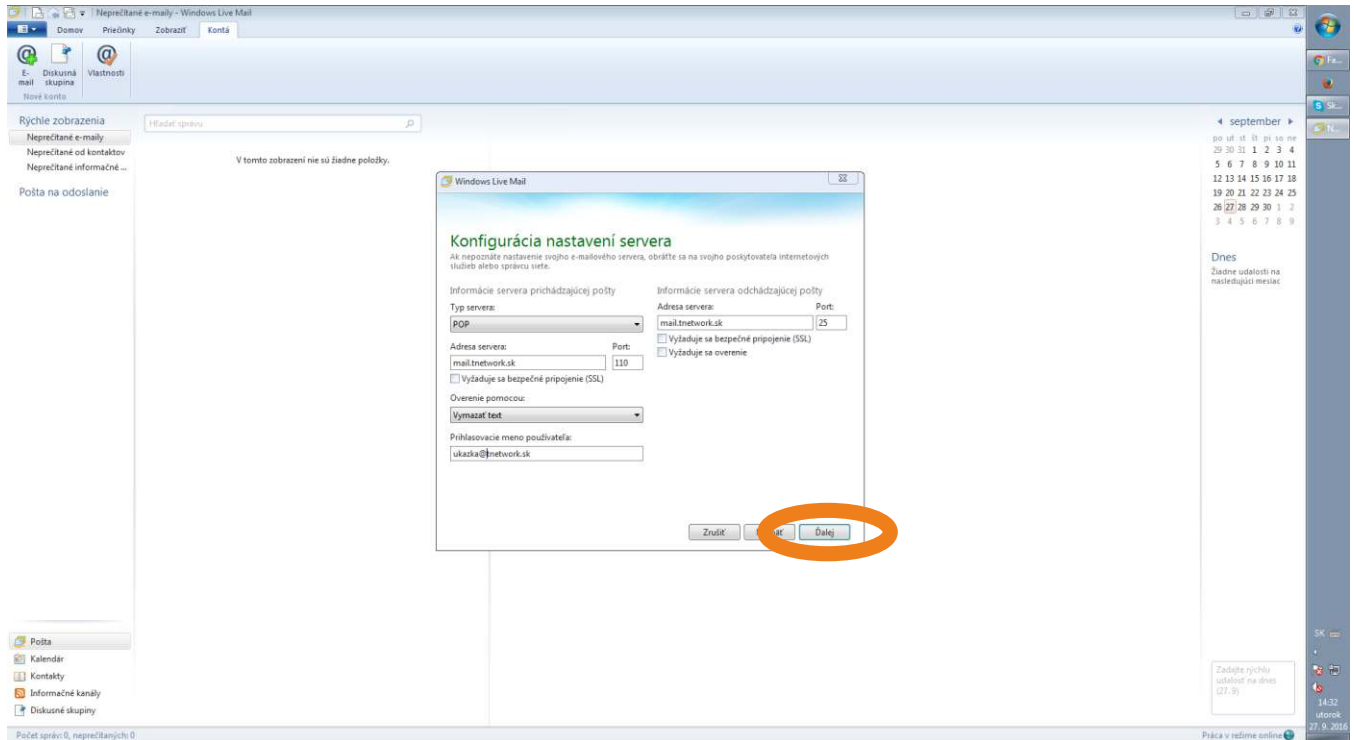 Neprečítané e-maily - Windows Live Mail
Domov Priečinky Zobraziť Kontá
E-mail
Diskusná skupina
Vlastnosti
Nové konto
Rýchle zobrazenia
Neprečítané e-maily
Neprečítané od kontaktov
Neprečítané informačné ...
Pošta na odoslanie
Hľadať správu
V tomto zobrazení nie sú žiadne položky.
Windows Live Mail
Konfigurácia nastavení servera
Ak nepoznáte nastavenie svojho e-mailového servera, obráťte sa na svojho poskytovateľa internetových
služieb alebo správcu siete.
Informácie servera prichádzajúcej pošty
Typ servera:
POP
Adresa servera: Port:
mail.tnetwork.sk 110
Vyžaduje sa bezpečné pripojenie (SSL)
Overenie pomocou:
Vymazať text
Prihlasovacie meno používateľa:
ukazka@tnetwork.sk
Informácie servera odchádzajúcej pošty
Adresa servera: Port:
mail.tnetwork.sk 25
Vyžaduje sa bezpečné pripojenie (SSL)
Vyžaduje sa overenie
Zrušiť Ďalej
september
po ut st št pi so ne
29 30 31 1 2 3 4
5 6 7 8 9 10 11
12 13 14 15 16 17 18
19 20 21 22 23 24 25
26 27 28 29 30 1 2
3 4 5 6 7 8 9
Dnes
Žiadne udalosti na
nasledujúci mesiac
Zadajte rýchlu
udalosť na dnes
(27. 9)
Pošta
Kalendár
Kontakty
Informačné kanály
Diskusné skupiny
Počet správ: 0, neprečítaných: 0
Práca v režime online
Fa...
Sk...
N...
SK
14:32
utorok
27. 9. 2016